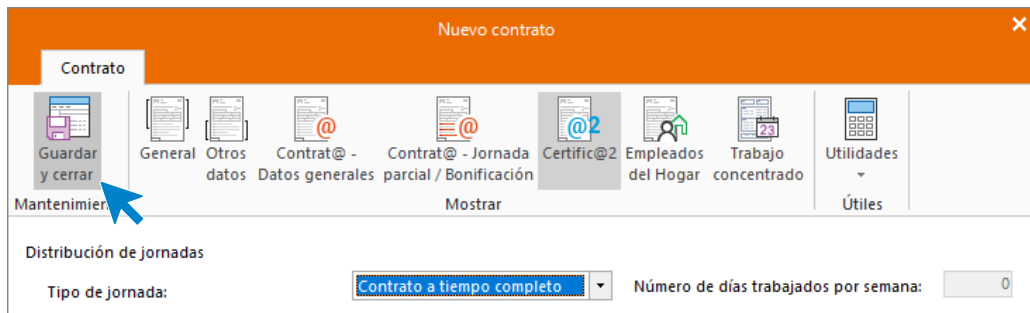 Nuevo contrato
Contrato
Guardar y cerrar
General
Otros datos
Contrat@ - Datos generales
Contrat@ - Jornada parcial / Bonificación
Certific@2
Empleados del Hogar
Trabajo concentrado
Utilidades
Mostrar
Útiles
Distribución de jornadas
Tipo de jornada: Contrato a tiempo completo Número de días trabajados por semana: 0